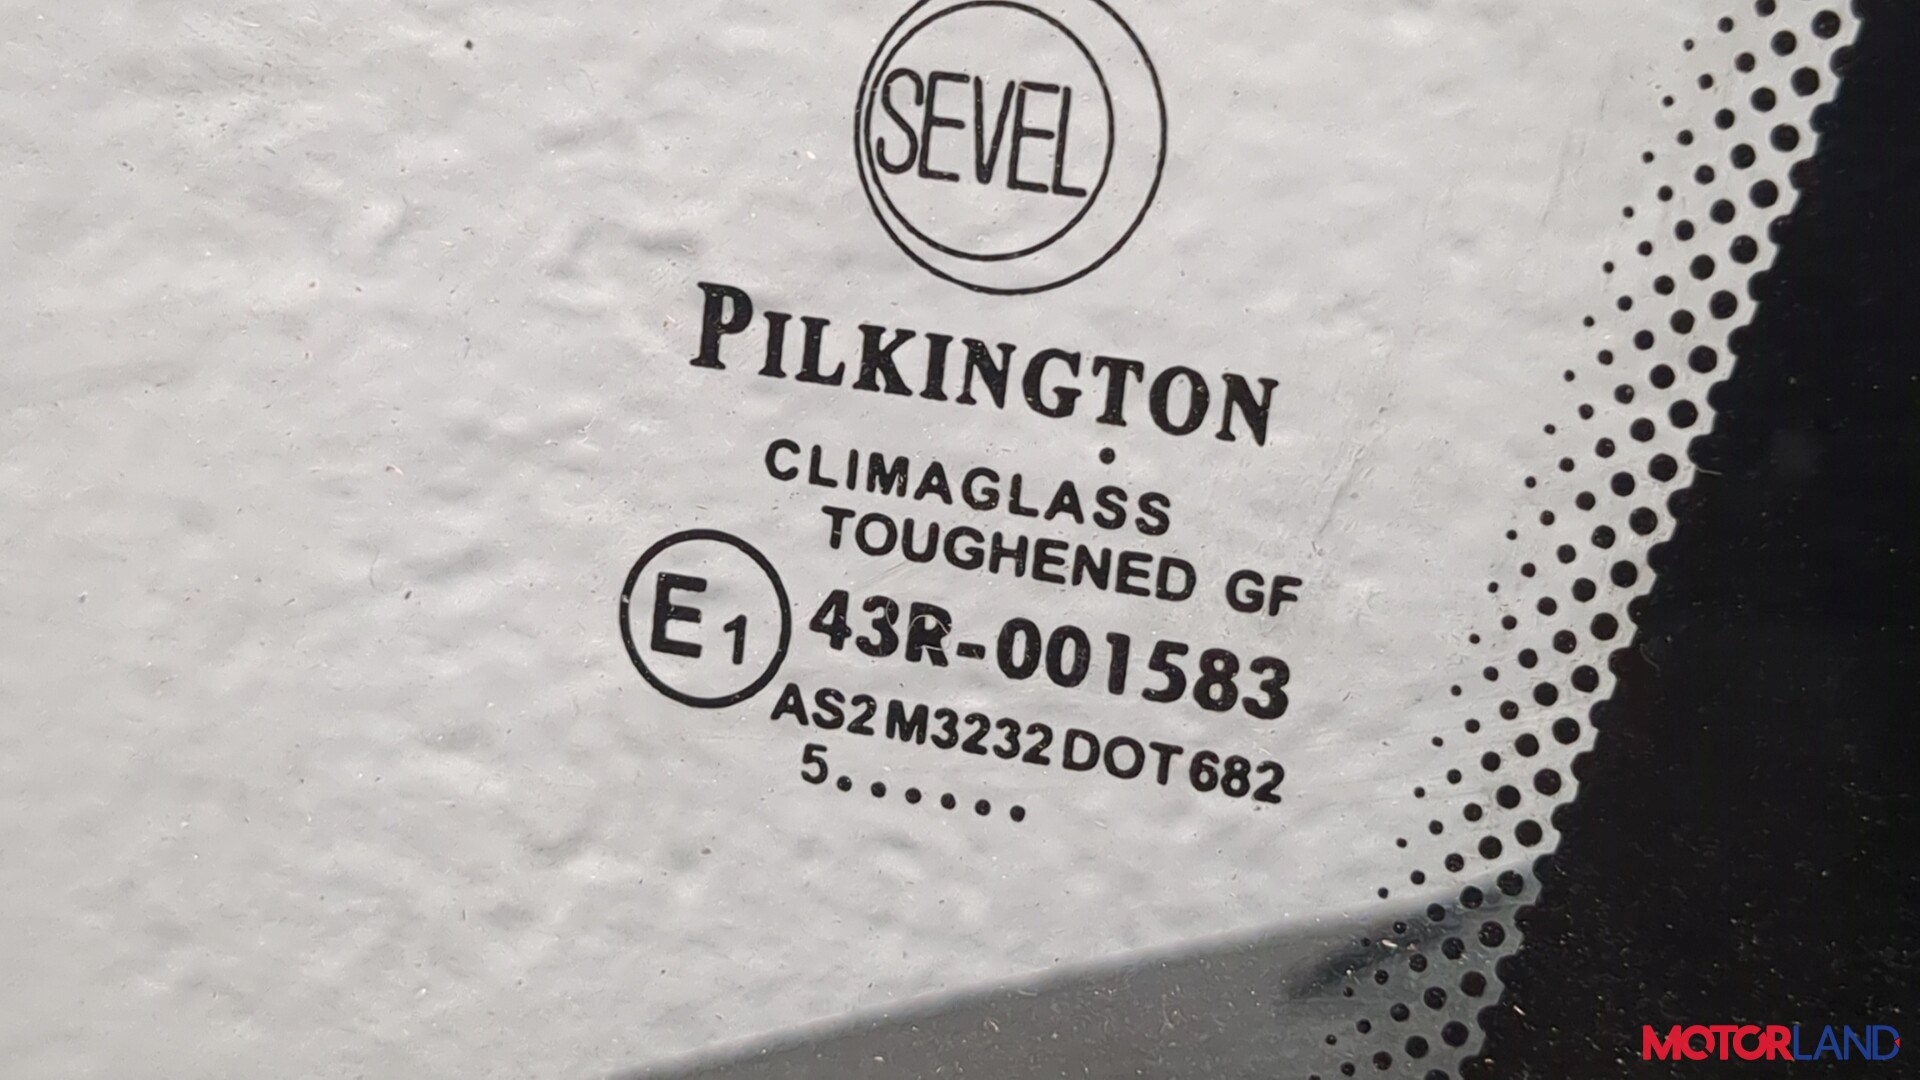 SEVEL
PILKINGTON
CLIMAGLASS
TOUGHENED GF
E1 43R-001583
AS2 M3232 DOT 682
5......
MOTORLAND